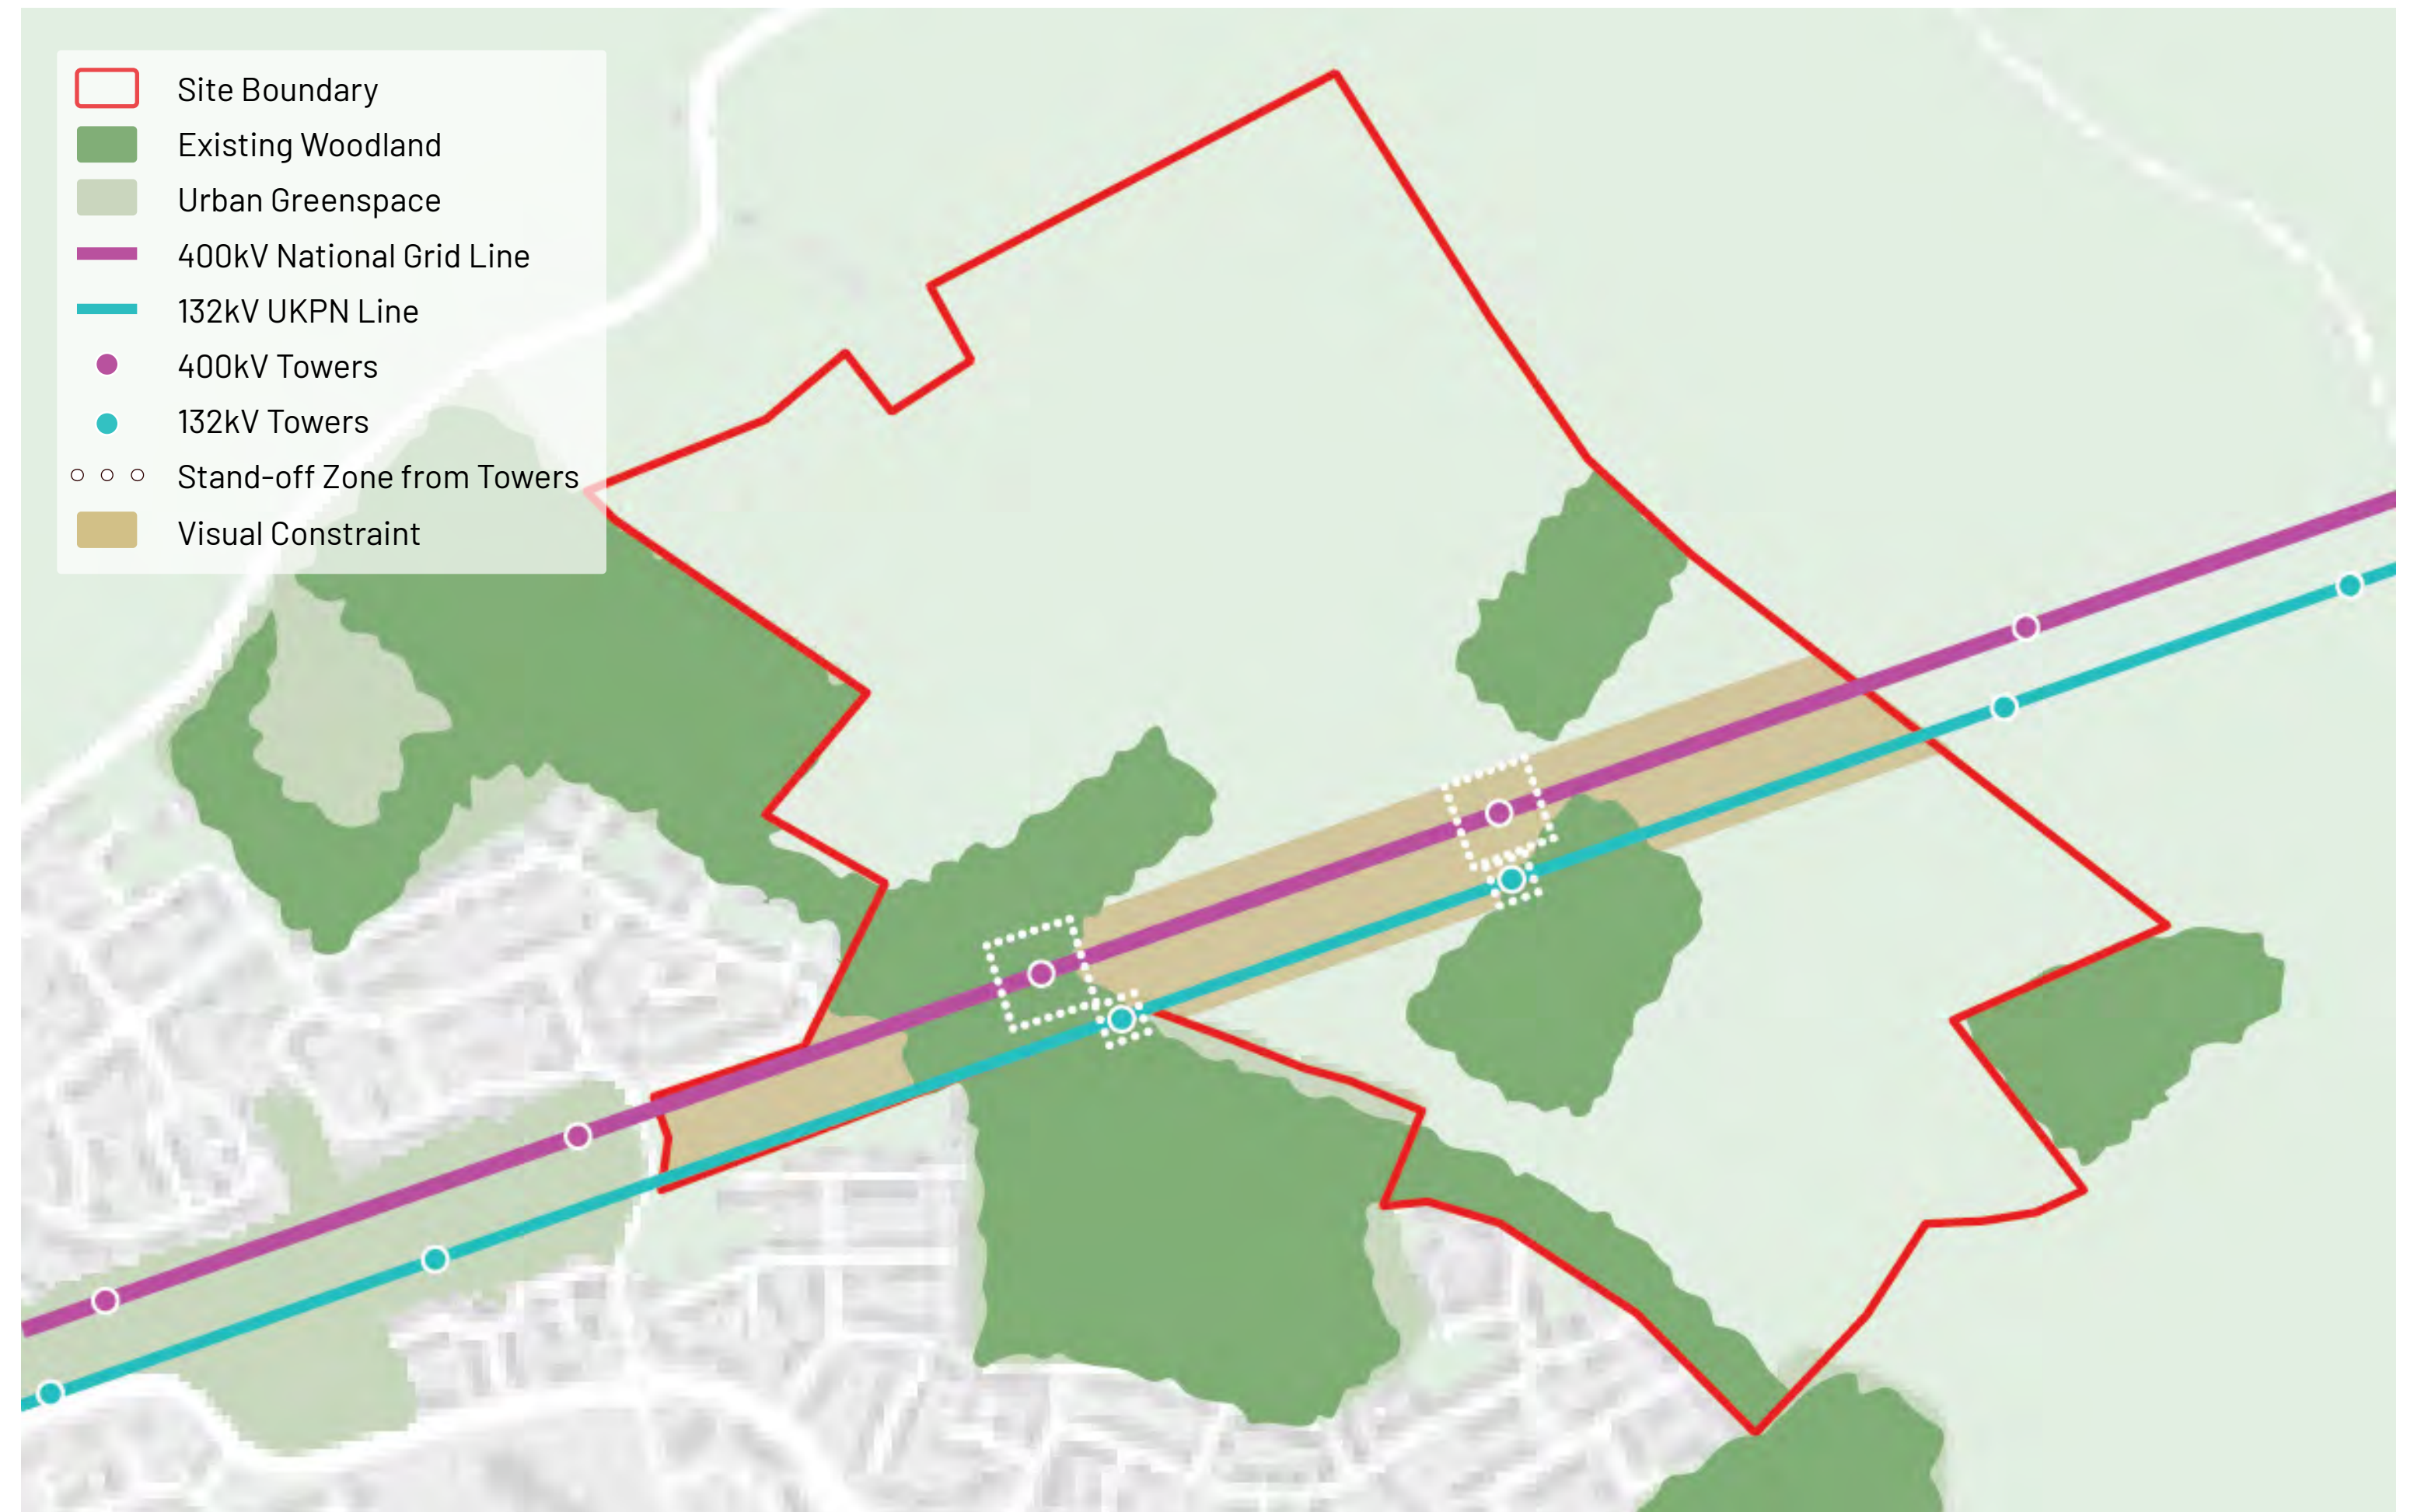 Site Boundary
Existing Woodland
Urban Greenspace
400kV National Grid Line
132kV UKPN Line
400kV Towers
132kV Towers
Stand-off Zone from Towers
Visual Constraint